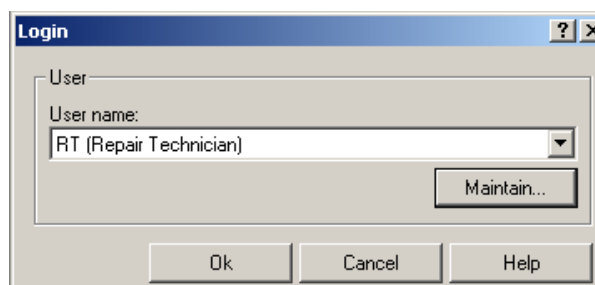 Login
User
User name:
RT (Repair Technician)
Maintain...
Ok Cancel Help